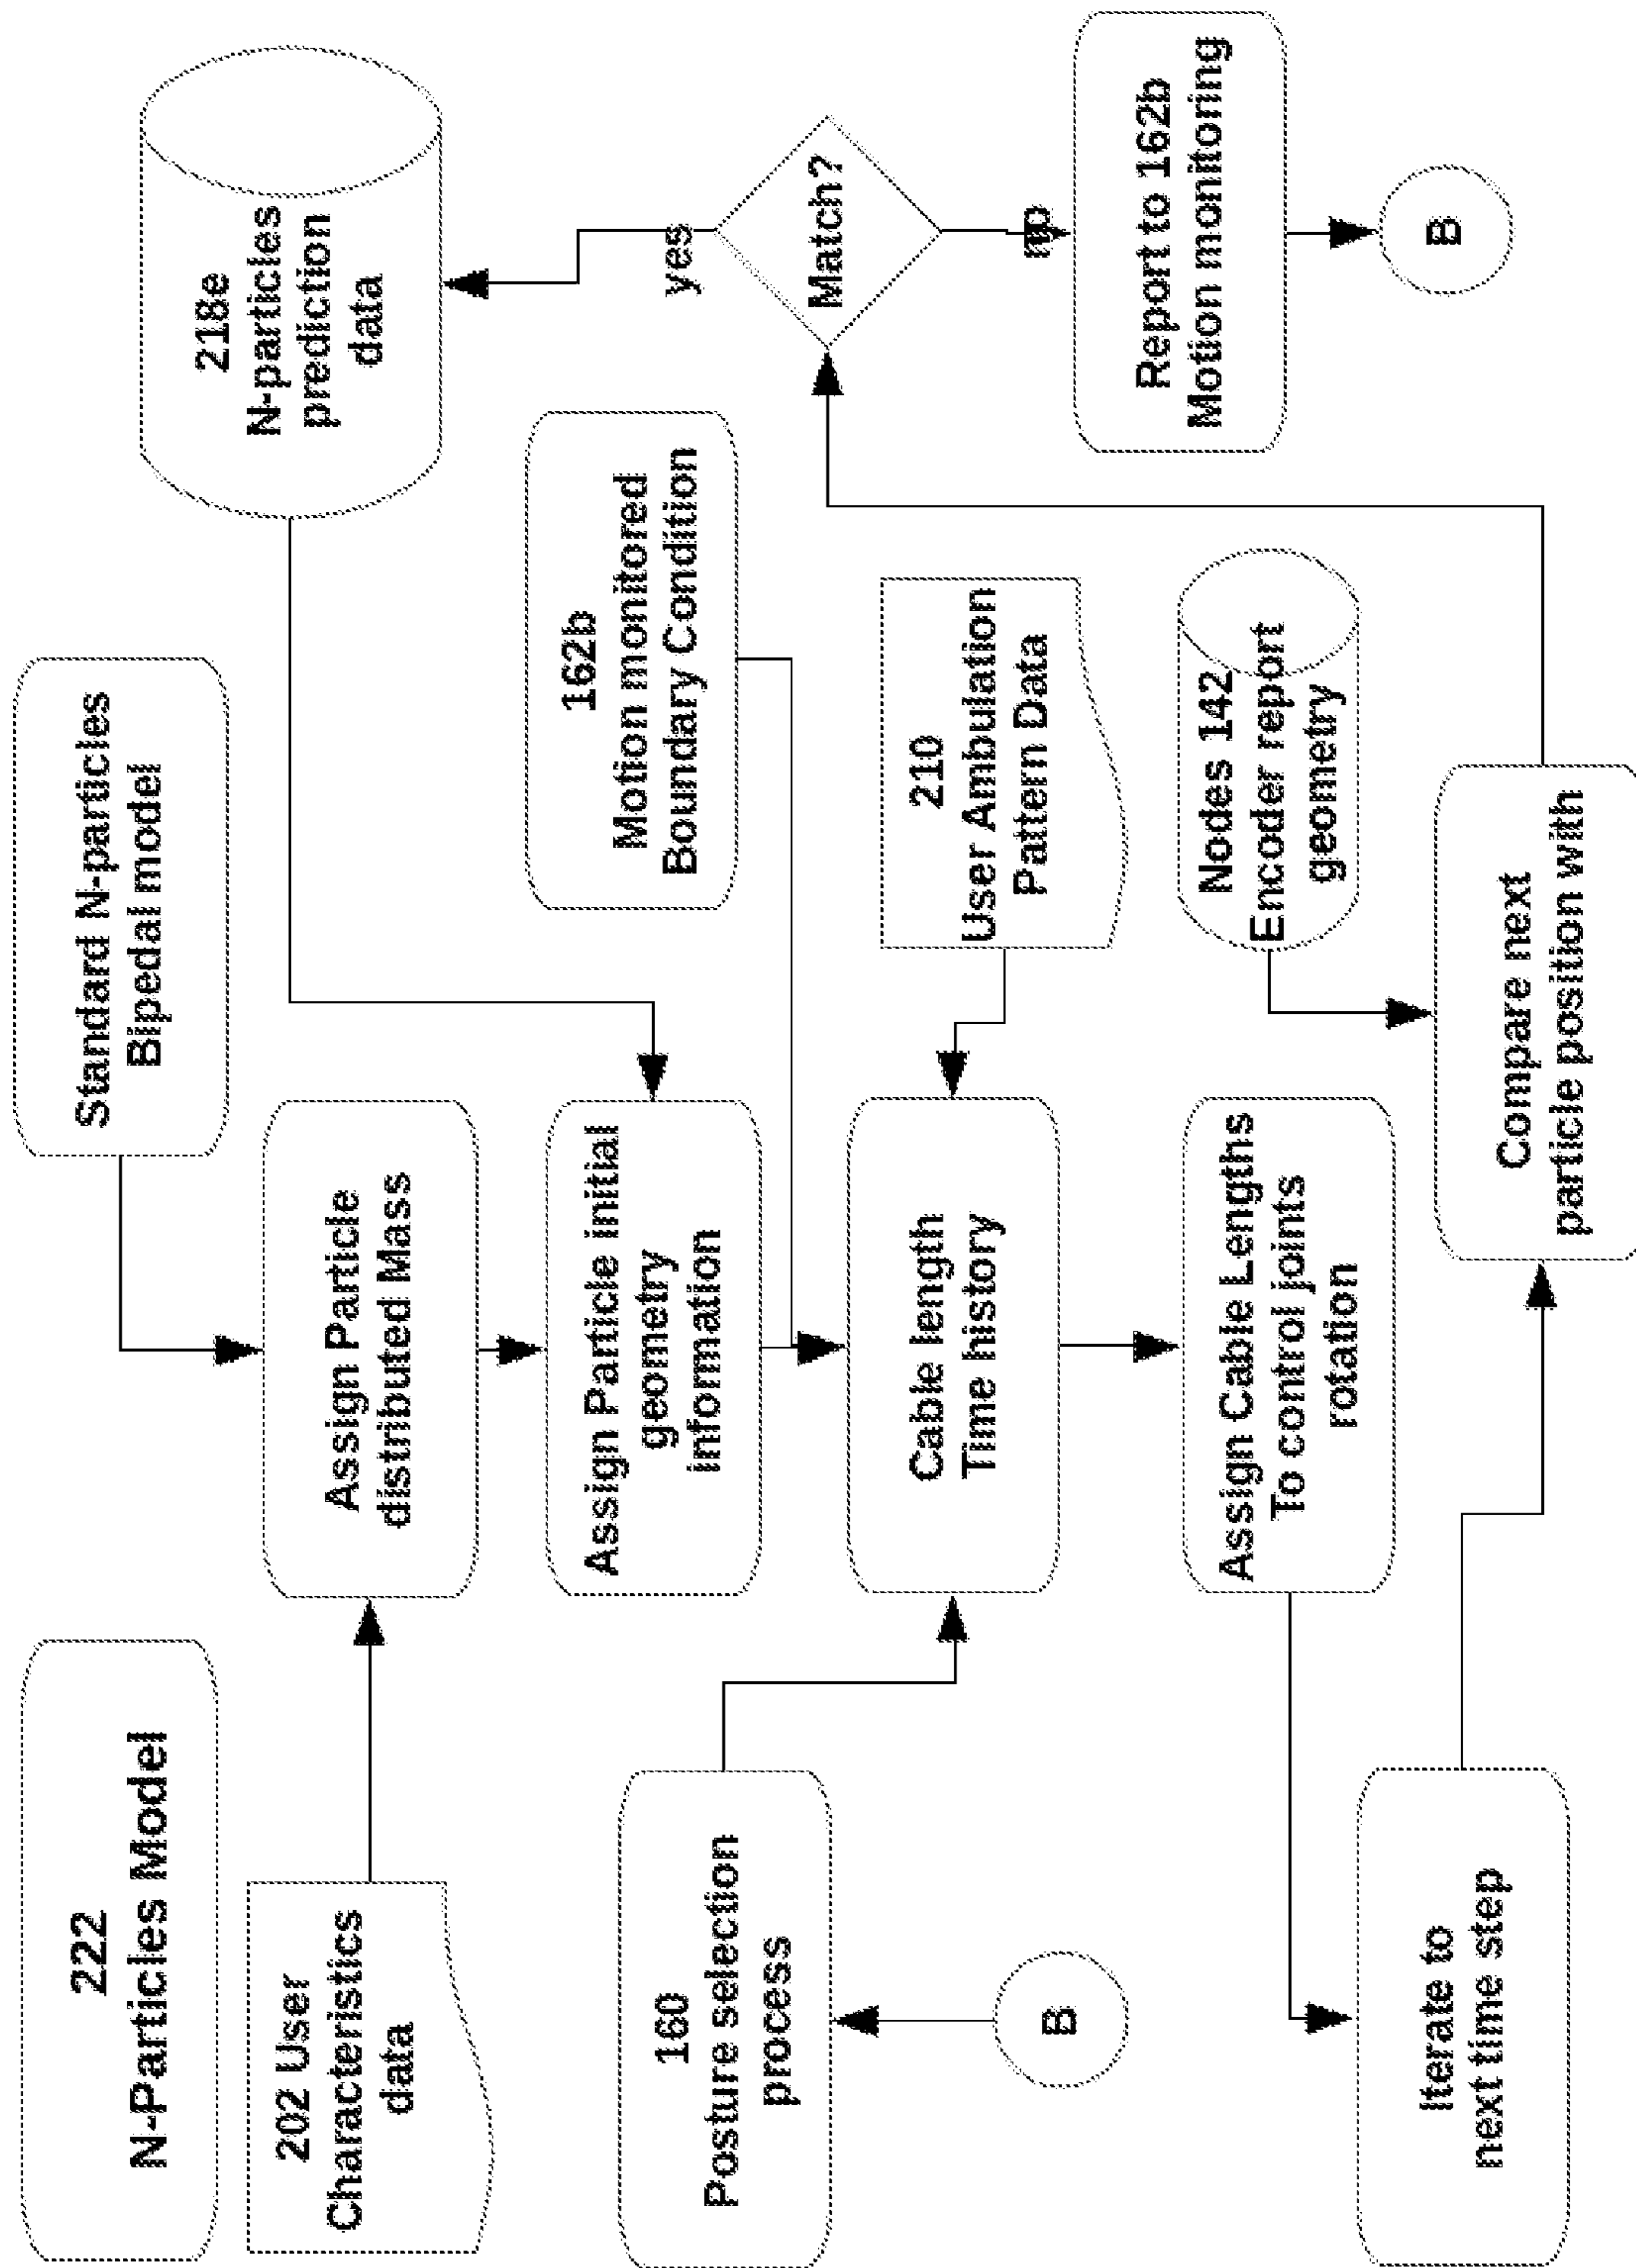 222
N-Particles Model
Standard N-particles
Bipedal model
218e
N-particles
prediction
data
202 User
Characteristics
data
Assign Particle
distributed Mass
Assign Particle initial
geometry
information
162b
Motion monitored
Boundary Condition
yes
Match?
no
160
Posture selection
process
Cable length
Time history
210
User Ambulation
Pattern Data
B
Assign Cable Lengths
To control joints
rotation
Nodes 142
Encoder report
geometry
Report to 162b
Motion monitoring
Iterate to
next time step
Compare next
particle position with
B